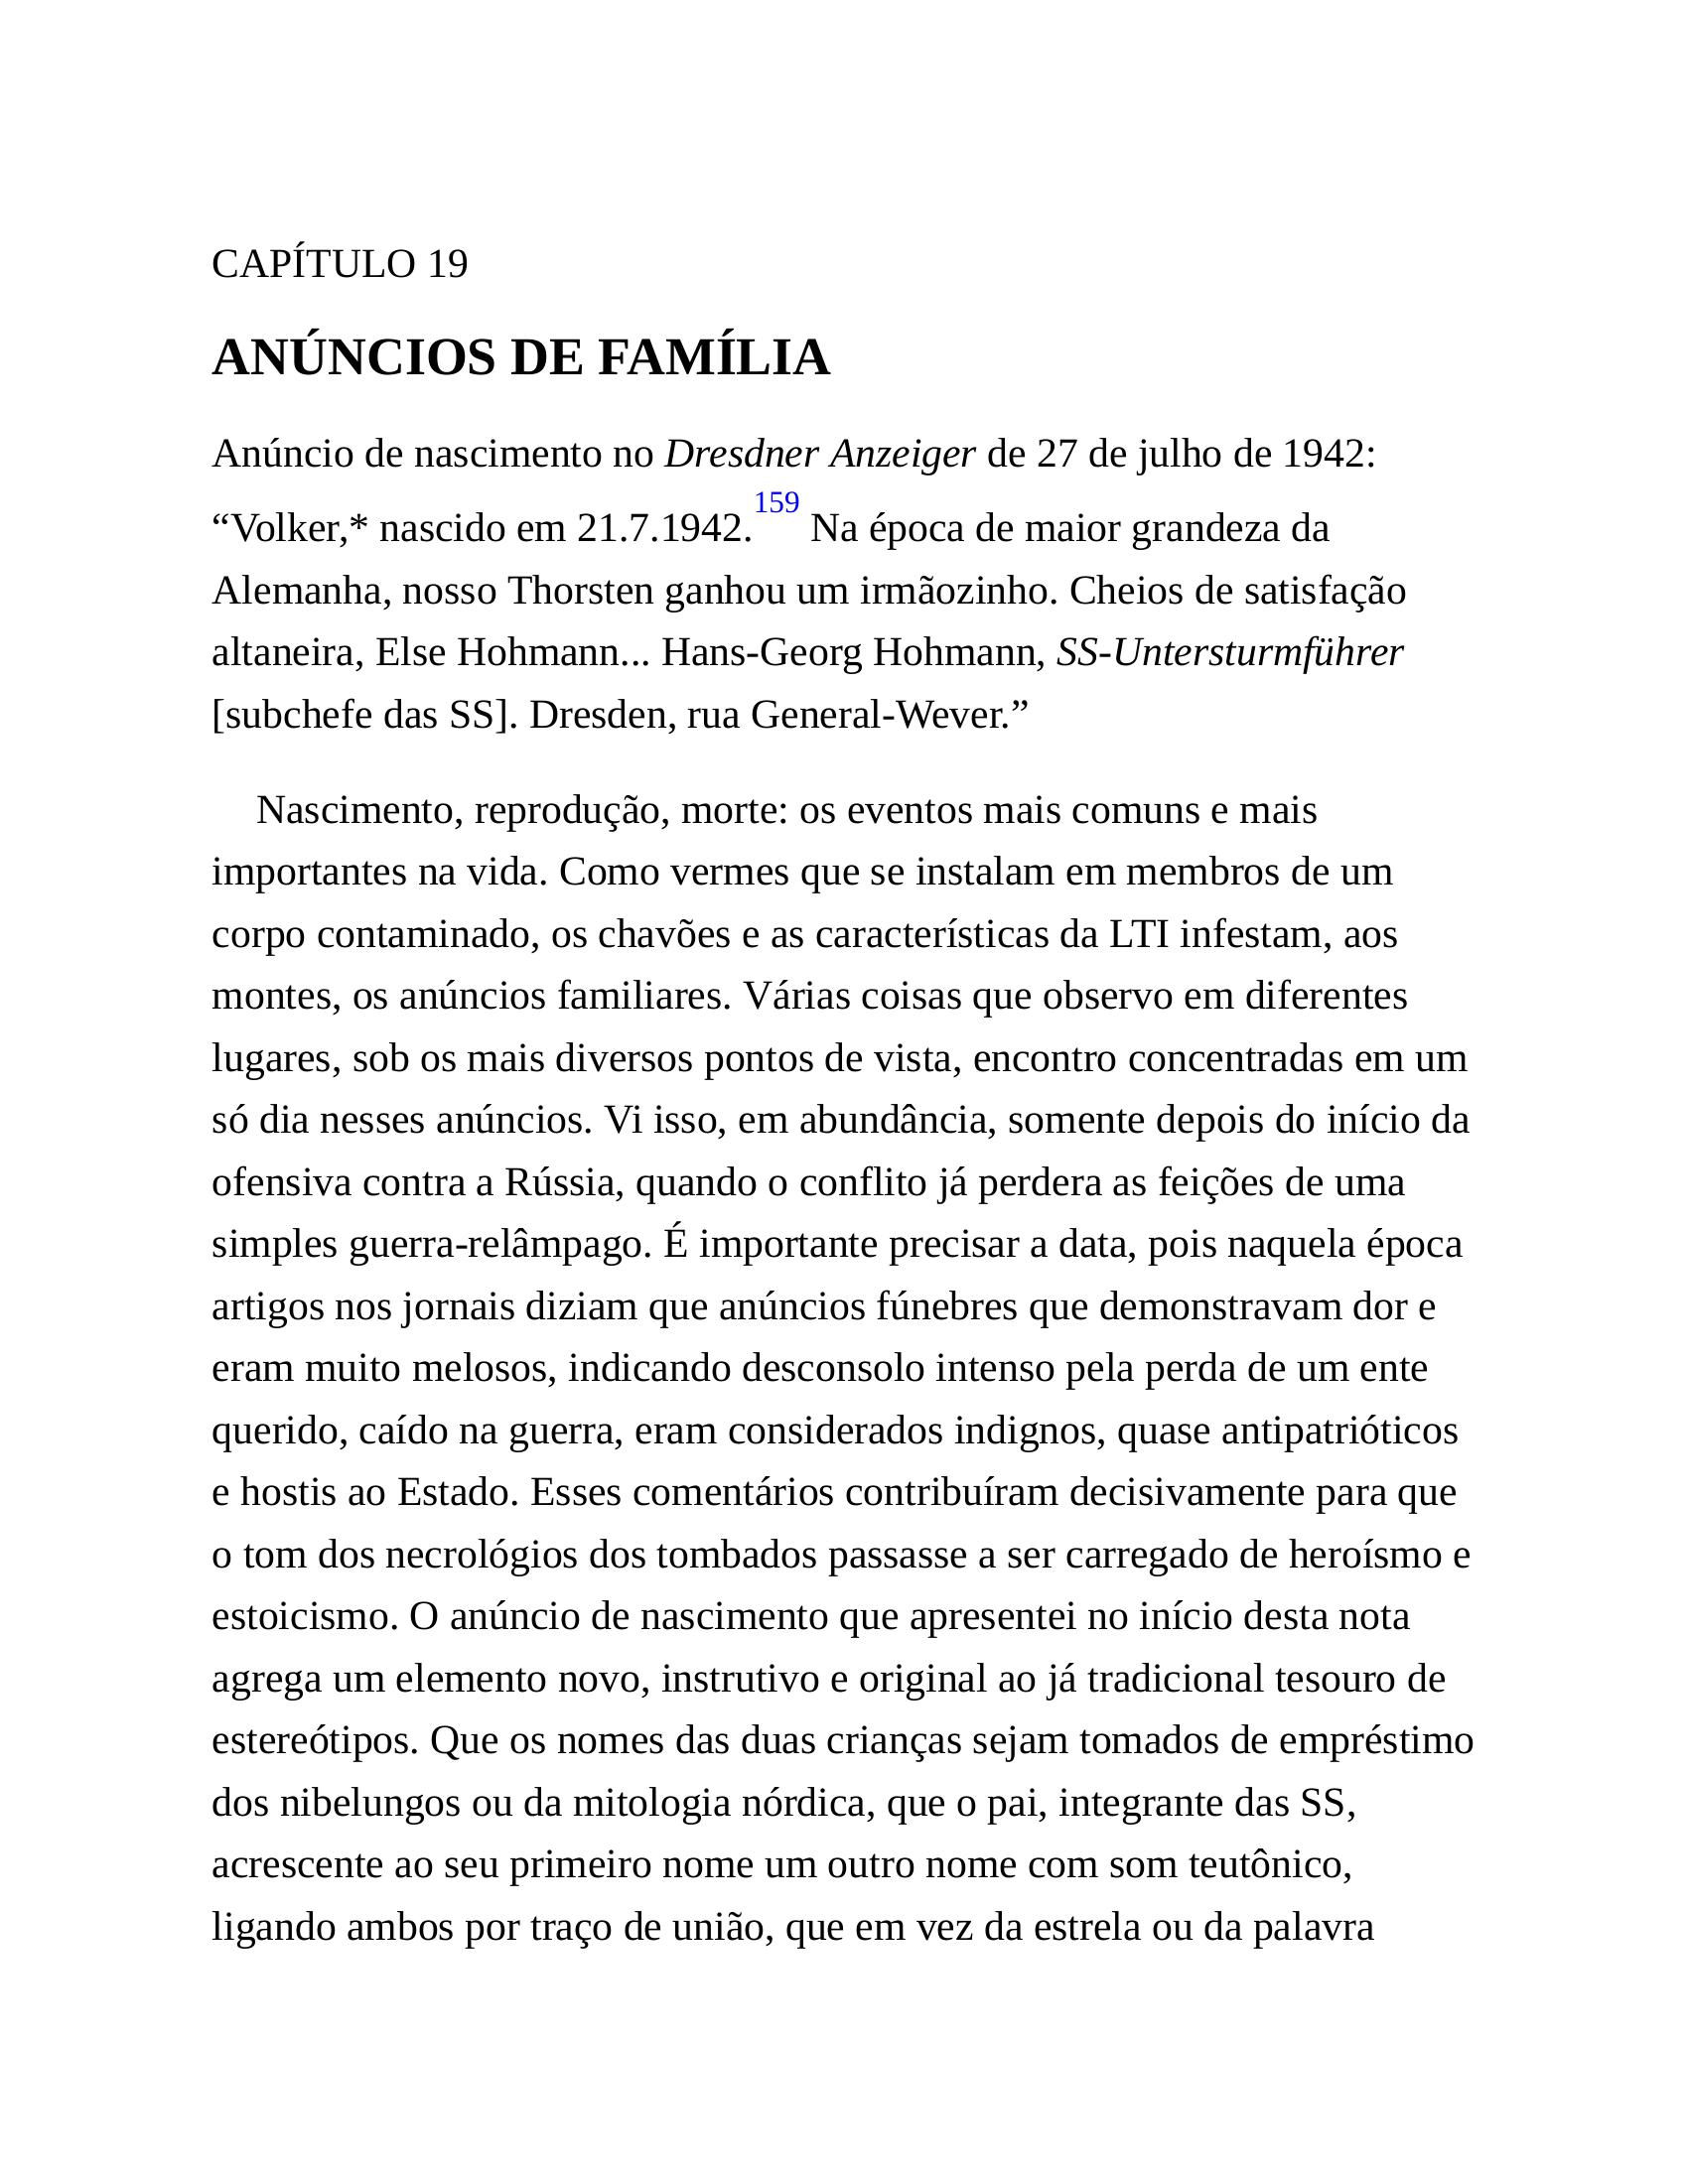 CAPÍTULO 19
ANÚNCIOS DE FAMÍLIA
Anúncio de nascimento no Dresdner Anzeiger de 27 de julho de 1942:
“Volker,* nascido em 21.7.1942.159 Na época de maior grandeza da
Alemanha, nosso Thorsten ganhou um irmãozinho. Cheios de satisfação
altaneira, Else Hohmann... Hans-Georg Hohmann, SS-Untersturmführer
[subchefe das SS]. Dresden, rua General-Wever.”
Nascimento, reprodução, morte: os eventos mais comuns e mais
importantes na vida. Como vermes que se instalam em membros de um
corpo contaminado, os chavões e as características da LTI infestam, aos
montes, os anúncios familiares. Várias coisas que observo em diferentes
lugares, sob os mais diversos pontos de vista, encontro concentradas em um
só dia nesses anúncios. Vi isso, em abundância, somente depois do início da
ofensiva contra a Rússia, quando o conflito já perdera as feições de uma
simples guerra-relâmpago. É importante precisar a data, pois naquela época
artigos nos jornais diziam que anúncios fúnebres que demonstravam dor e
eram muito melosos, indicando desconsolo intenso pela perda de um ente
querido, caído na guerra, eram considerados indignos, quase antipatrióticos
e hostis ao Estado. Esses comentários contribuíram decisivamente para que
o tom dos necrológios dos tombados passasse a ser carregado de heroísmo e
estoicismo. O anúncio de nascimento que apresentei no início desta nota
agrega um elemento novo, instrutivo e original ao já tradicional tesouro de
estereótipos. Que os nomes das duas crianças sejam tomados de empréstimo
dos nibelungos ou da mitologia nórdica, que o pai, integrante das SS,
acrescente ao seu primeiro nome um outro nome com som teutônico,
ligando ambos por traço de união, que em vez da estrela ou da palavra